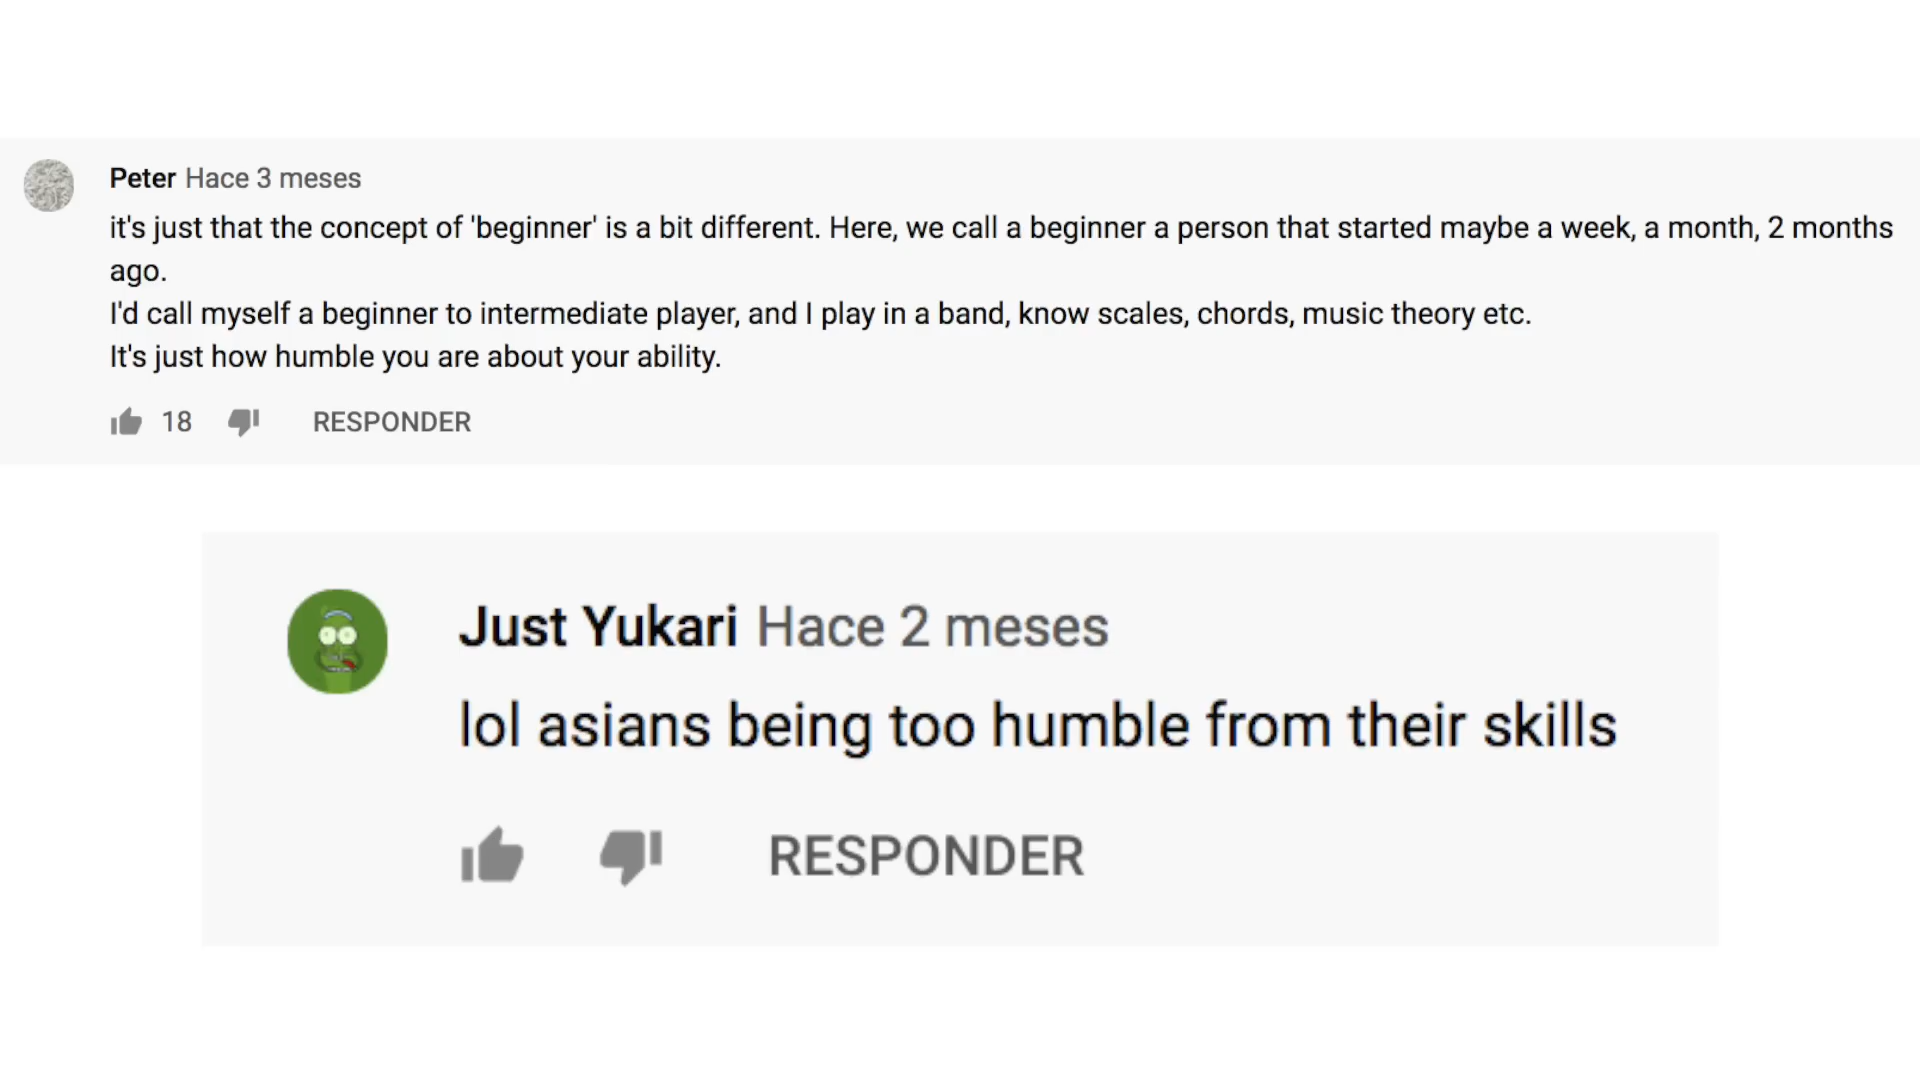 Peter Hace 3 meses
it's just that the concept of 'beginner' is a bit different. Here, we call a beginner a person that started maybe a week, a month, 2 months
ago.
I'd call myself a beginner to intermediate player, and I play in a band, know scales, chords, music theory etc.
It's just how humble you are about your ability.
18 RESPONDER
Just Yukari Hace 2 meses
lol asians being too humble from their skills
RESPONDER